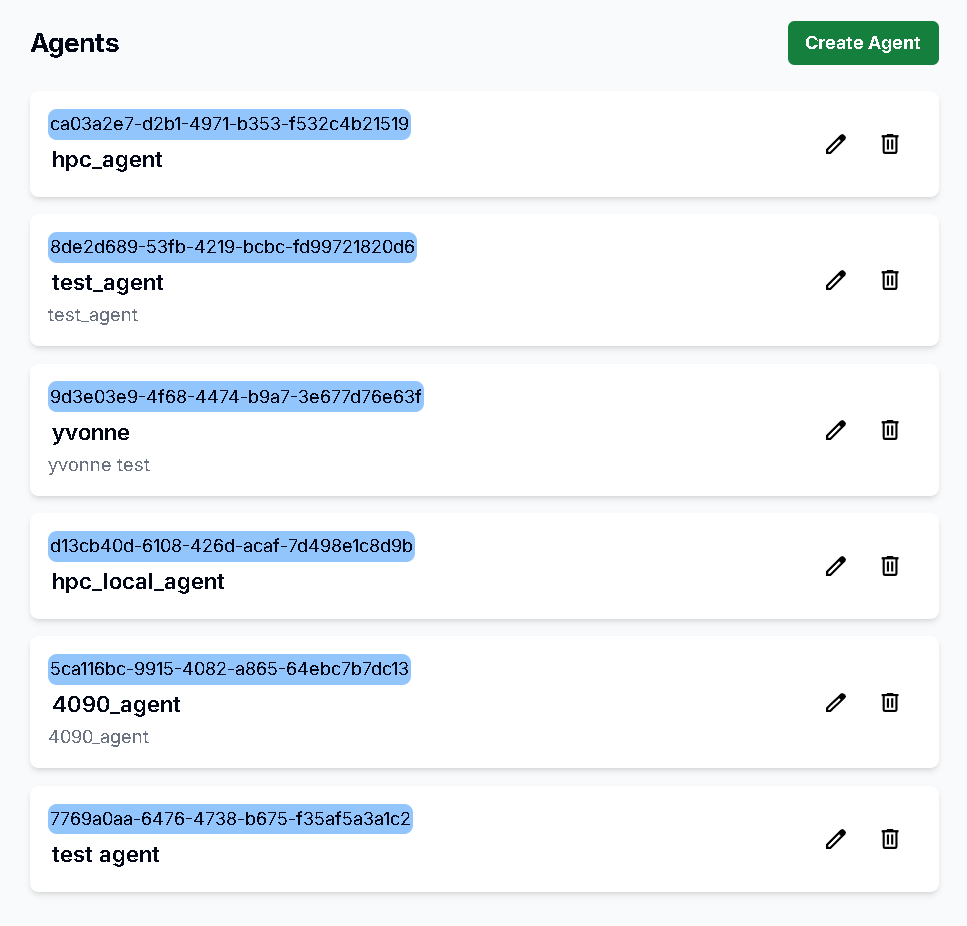 Agents
Create Agent
ca03a2e7-d2b1-4971-b353-f532c4b21519
hpc_agent
8de2d689-53fb-4219-bcbc-fd99721820d6
test_agent
test_agent
9d3e03e9-4f68-4474-b9a7-3e677d76e63f
yvonne
yvonne test
d13cb40d-6108-426d-acaf-7d498e1c8d9b
hpc_local_agent
5ca116bc-9915-4082-a865-64ebc7b7dc13
4090_agent
4090_agent
7769a0aa-6476-4738-b675-f35af5a3a1c2
test agent